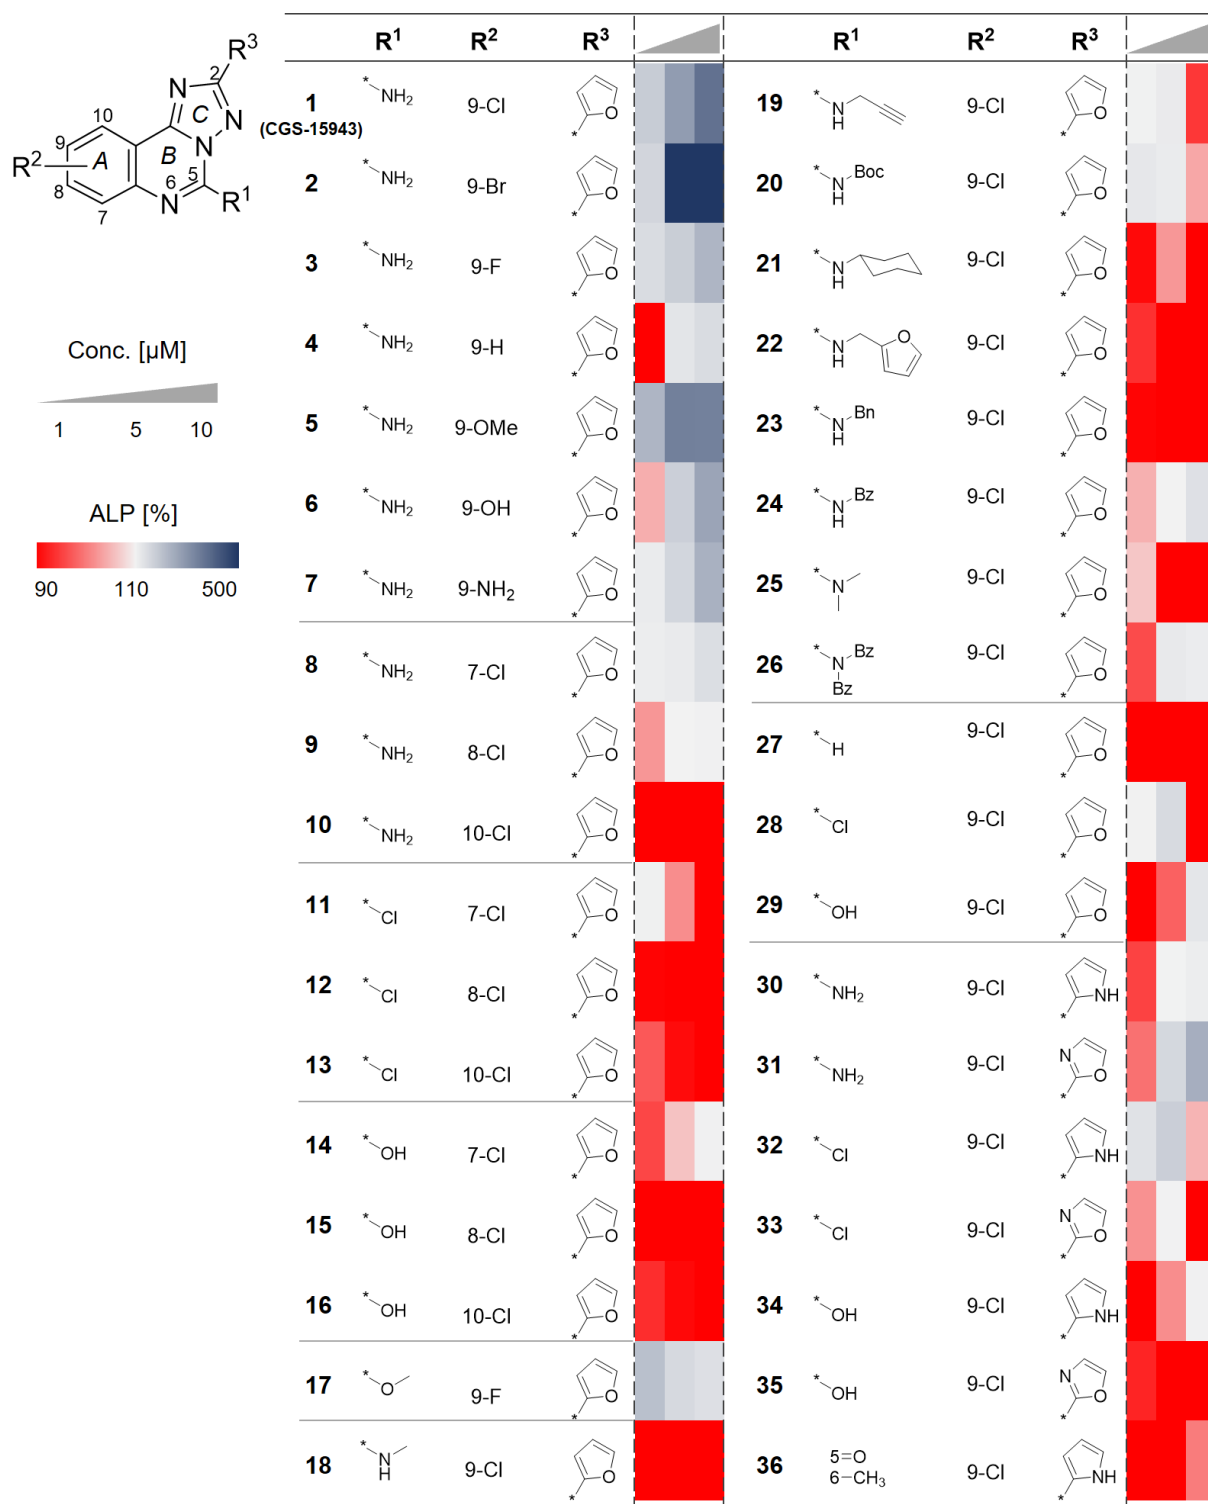 R³
2
N
C
N
N
10
9
A
B
R²
5
8
6
N
R¹
7
Conc. [µM]
1 5 10
ALP [%]
90 110 500
R¹ R² R³
1 *NH₂ 9-Cl O *
(CGS-15943)
2 *NH₂ 9-Br O *
3 *NH₂ 9-F O *
4 *NH₂ 9-H O *
5 *NH₂ 9-OMe O *
6 *NH₂ 9-OH O *
7 *NH₂ 9-NH₂ O *
8 *NH₂ 7-Cl O *
9 *NH₂ 8-Cl O *
10 *NH₂ 10-Cl O *
11 *Cl 7-Cl O *
12 *Cl 8-Cl O *
13 *Cl 10-Cl O *
14 *OH 7-Cl O *
15 *OH 8-Cl O *
16 *OH 10-Cl O *
17 *O 9-F O *
18 *N H 9-Cl O *
R¹ R² R³
19 *N H 9-Cl O *
20 *N H Boc 9-Cl O *
21 *N H 9-Cl O *
22 *N H O 9-Cl O *
23 *N H Bn 9-Cl O *
24 *N H Bz 9-Cl O *
25 *N 9-Cl O *
26 *N Bz Bz 9-Cl O *
27 *H 9-Cl O *
28 *Cl 9-Cl O *
29 *OH 9-Cl O *
30 *NH₂ 9-Cl NH *
31 *NH₂ 9-Cl N O *
32 *Cl 9-Cl NH *
33 *Cl 9-Cl N O *
34 *OH 9-Cl NH *
35 *OH 9-Cl N O *
36 5=O 9-Cl NH *
6–CH₃